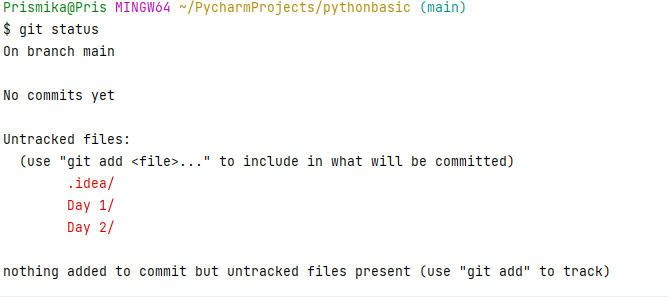 Prismika@Pris MINGW64 ~/PycharmProjects/pythonbasic (main)
$ git status
On branch main
No commits yet
Untracked files:
(use "git add <file>..." to include in what will be committed)
.idea/
Day 1/
Day 2/
nothing added to commit but untracked files present (use "git add" to track)